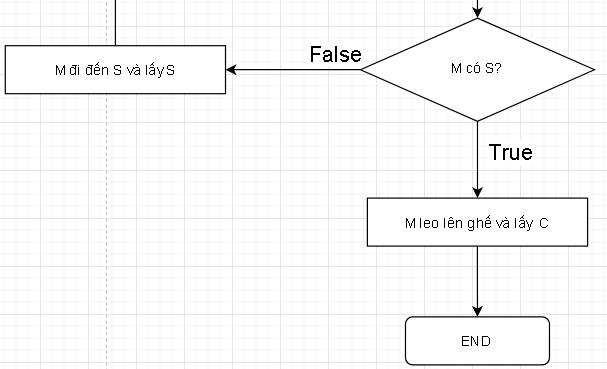 False
M có S?
M đi đến S và lấy S
True
M leo lên ghế và lấy C
END